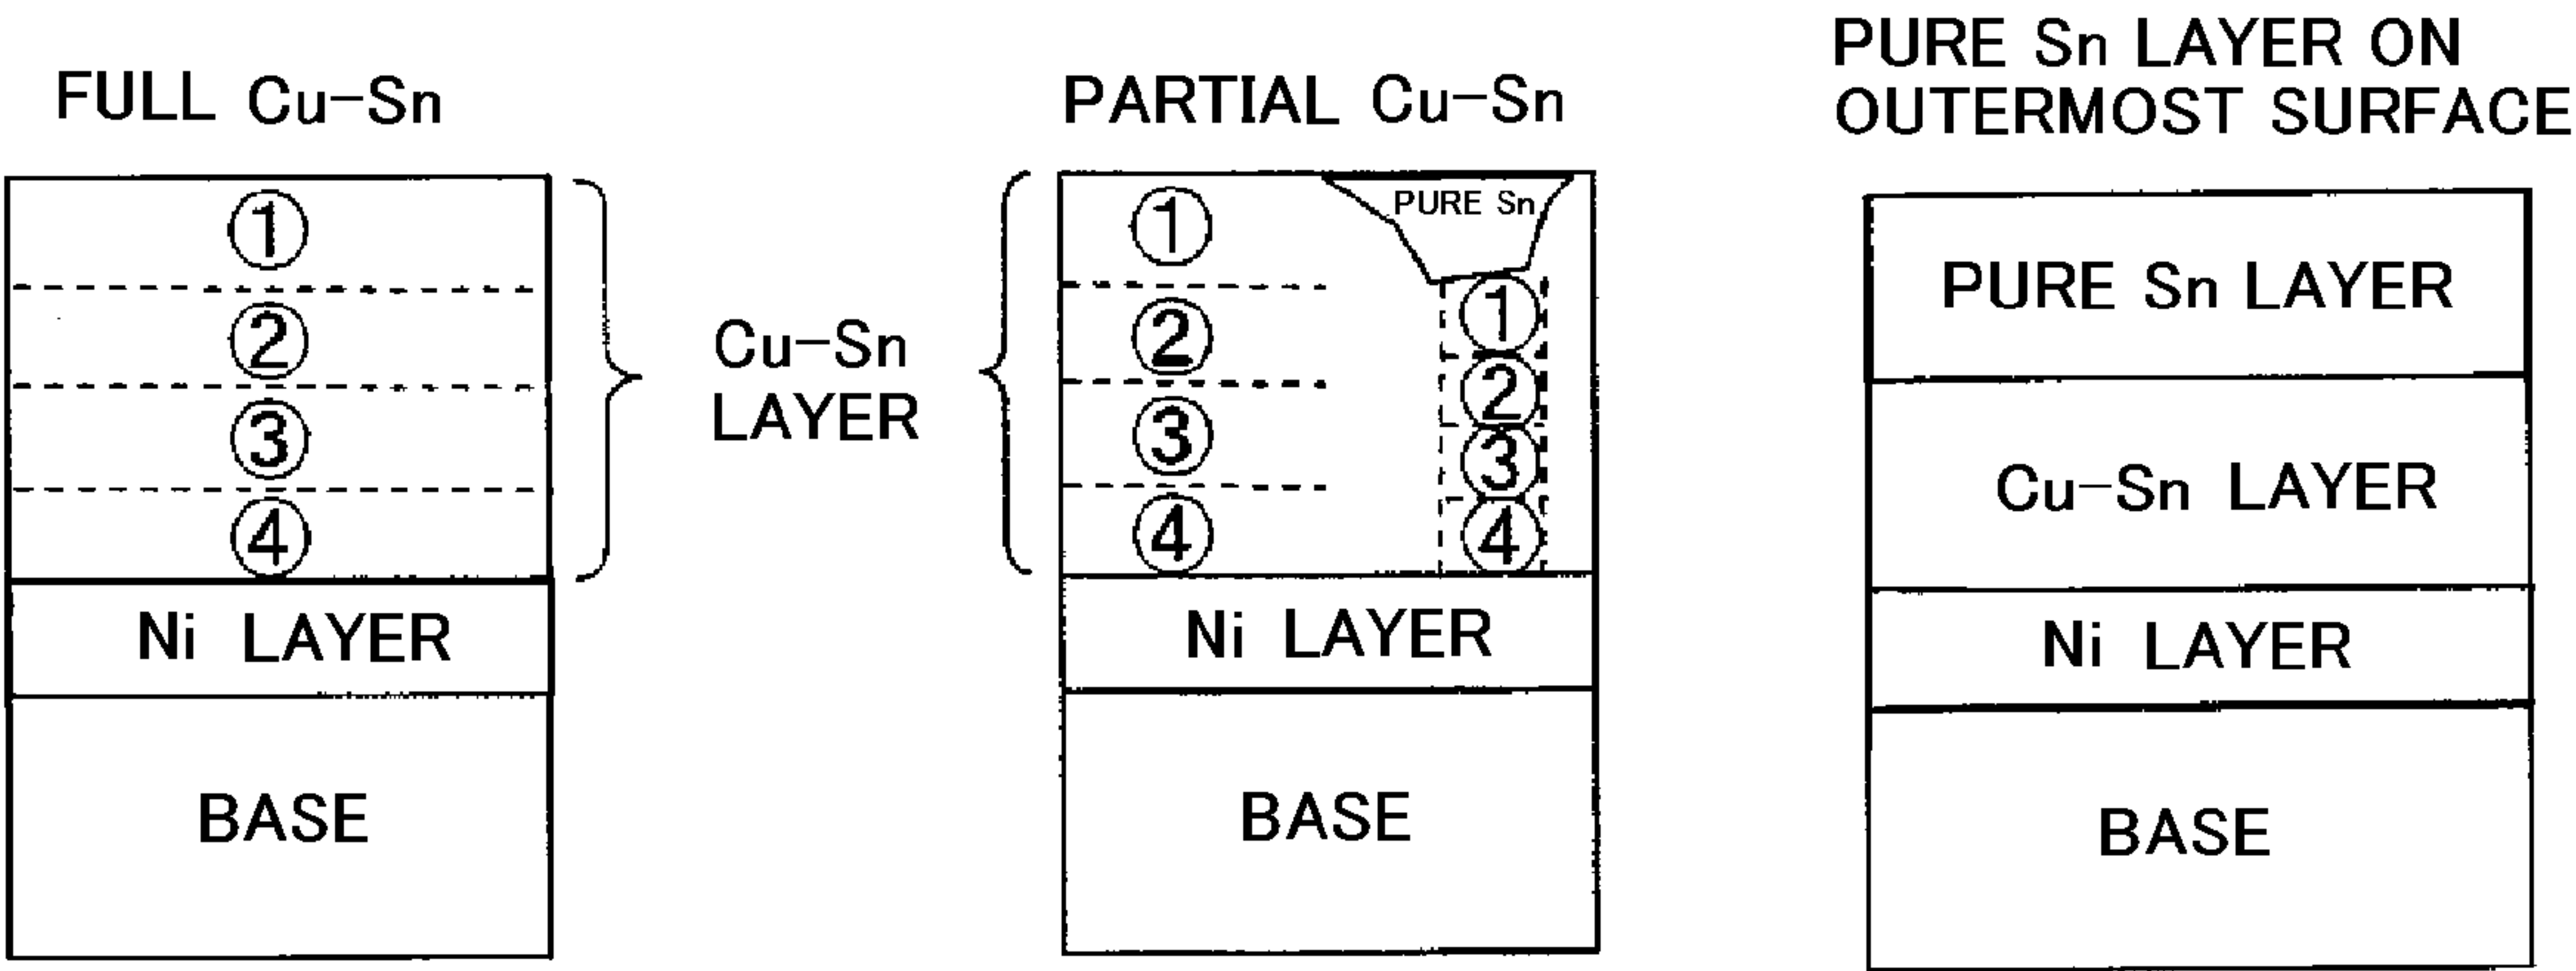 FULL Cu-Sn
①
②
③
④
Ni LAYER
BASE
Cu-Sn
LAYER
PARTIAL Cu-Sn
PURE Sn
①
②
③
④
①
②
③
④
Ni LAYER
BASE
PURE Sn LAYER ON
OUTERMOST SURFACE
PURE Sn LAYER
Cu-Sn LAYER
Ni LAYER
BASE